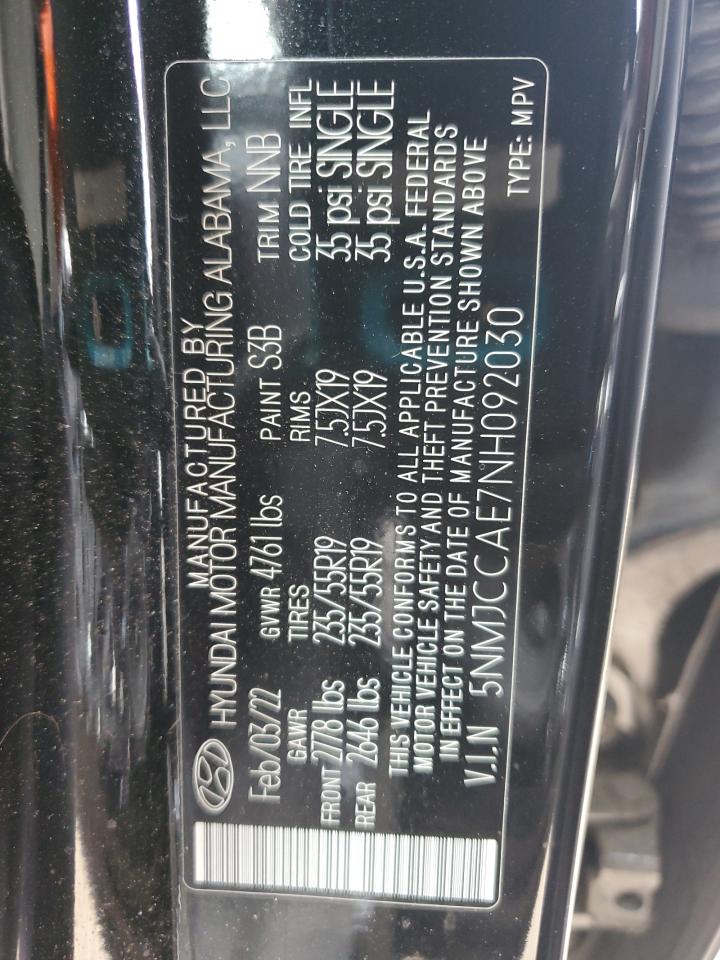 MANUFACTURED BY
HYUNDAI MOTOR MANUFACTURING ALABAMA, LLC
Feb/03/22 GVWR 4761 lbs PAINT S3B TRIM NNB
GAWR TIRES RIMS COLD TIRE INFL
FRONT 2778 lbs 235/55R19 7.5JX19 35 psi SINGLE
REAR 2646 lbs 235/55R19 7.5JX19 35 psi SINGLE
THIS VEHICLE CONFORMS TO ALL APPLICABLE U.S.A. FEDERAL
MOTOR VEHICLE SAFETY AND THEFT PREVENTION STANDARDS
IN EFFECT ON THE DATE OF MANUFACTURE SHOWN ABOVE
V.I.N 5NMJCCAE7NH092030 TYPE: MPV